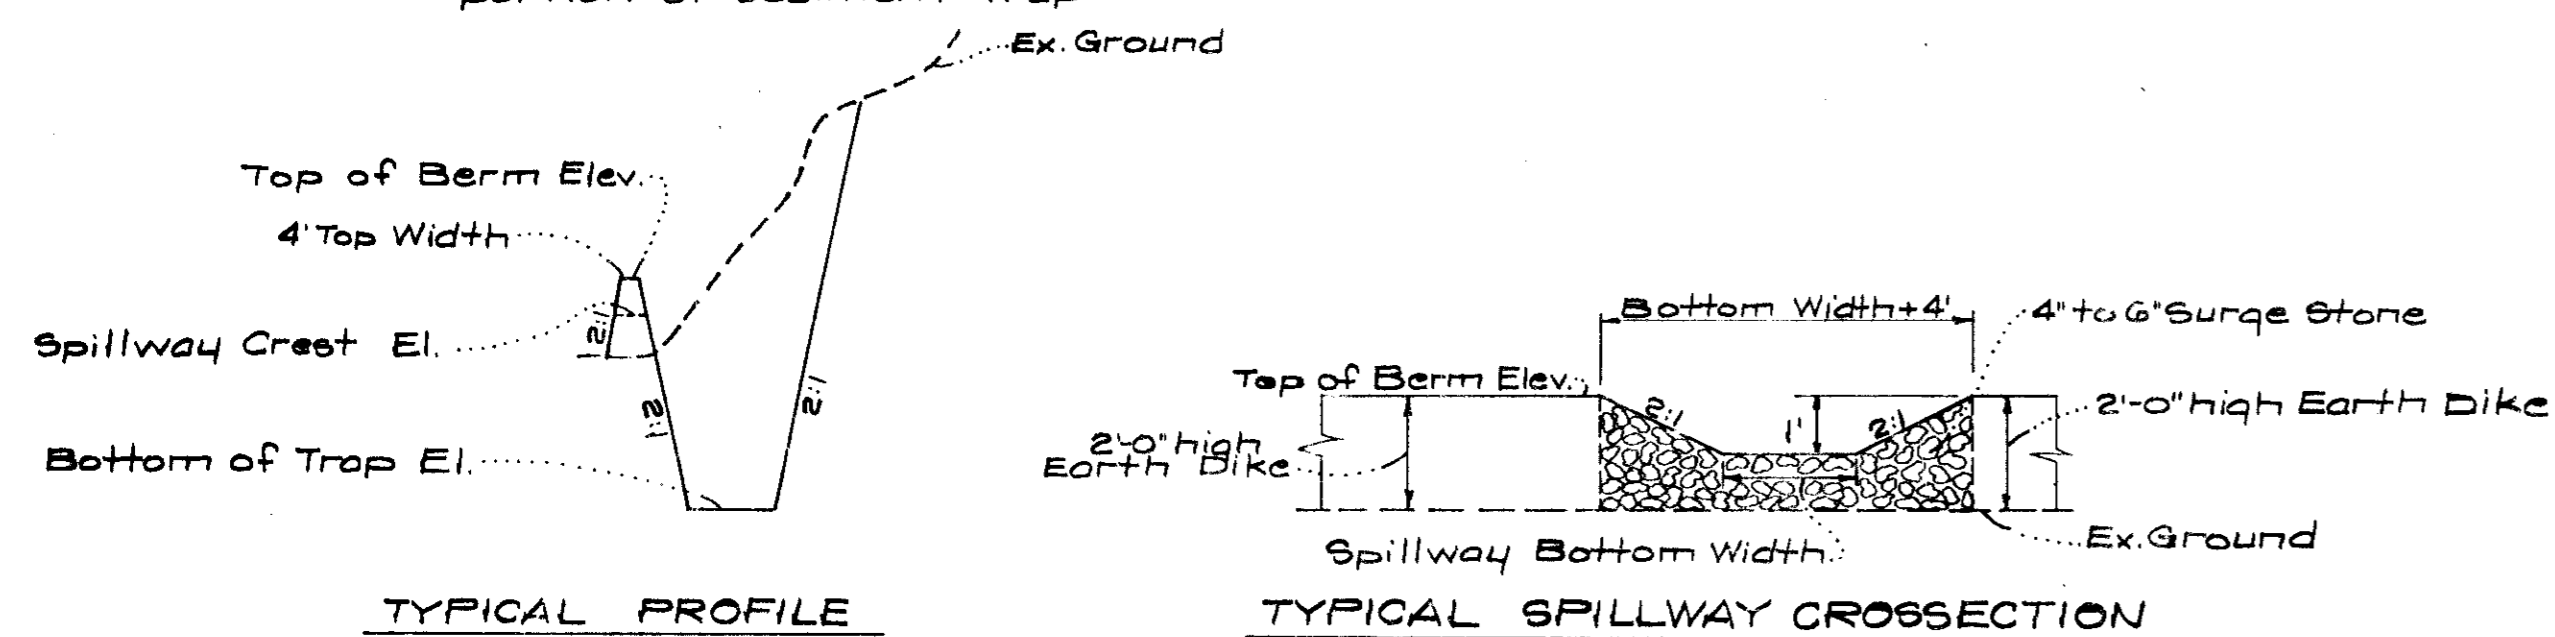 Ex. Ground
Top of Berm Elev.
4' Top Width
2:1
Spillway Crest El.
2:1
2:1
Bottom of Trap El.
TYPICAL PROFILE
Bottom Width+4'
4" to 6" Surge Stone
Top of Berm Elev.
2:1
1'
2:1
2'-0" high Earth Dike
2'-0" high
Earth Dike
Spillway Bottom Width
Ex. Ground
TYPICAL SPILLWAY CROSSECTION